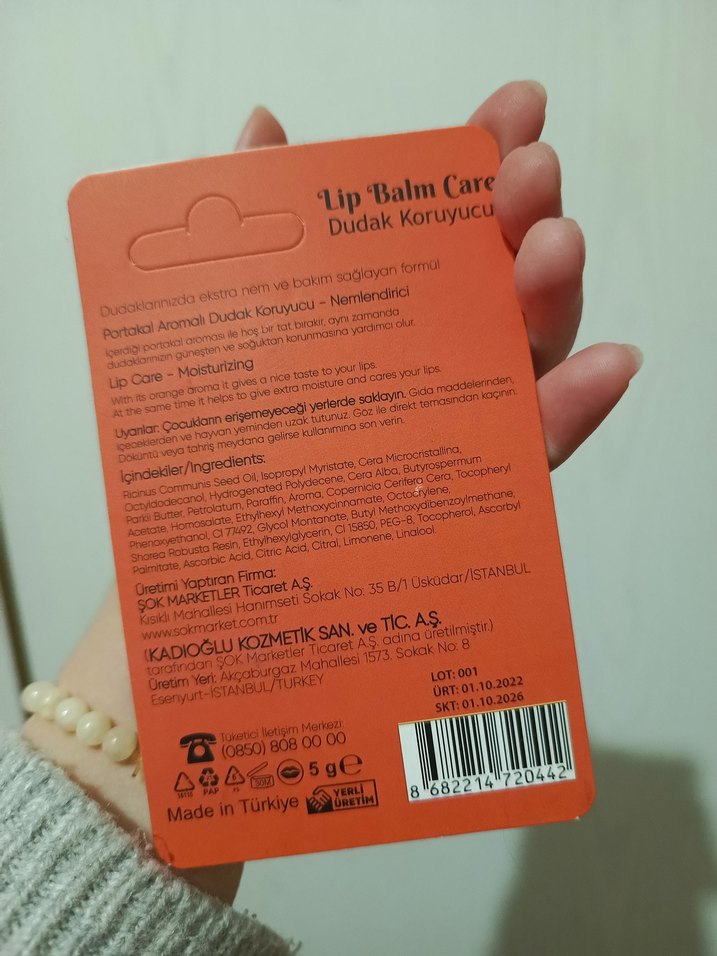 Lip Balm Care
Dudak Koruyucu
Dudaklarınızda ekstra nem ve bakım sağlayan formül
Portakal Aromalı Dudak Koruyucu - Nemlendirici
İçerdiği portakal aroması ile hoş bir tat bırakır, aynı zamanda
dudaklarınızın güneşten ve soğuktan korunmasına yardımcı olur.
Lip Care - Moisturizing
With its orange aroma it gives a nice taste to your lips.
At the same time it helps to give extra moisture and cares your lips.
Uyarılar: Çocukların erişemeyeceği yerlerde saklayın. Gıda maddelerinden,
içeceklerden ve hayvan yeminden uzak tutunuz. Göz ile direkt temasından kaçının.
Döküntü veya tahriş meydana gelirse kullanımına son verin.
İçindekiler/Ingredients:
Ricinus Communis Seed Oil, Isopropyl Myristate, Cera Microcristallina,
Octyldodecanol, Hydrogenated Polydecene, Cera Alba, Butyrospermum
Parkii Butter, Petrolatum, Paraffin, Aroma, Copernicia Cerifera Cera, Tocopheryl
Acetate, Homosalate, Ethylhexyl Methoxycinnamate, Octocrylene,
Phenoxyethanol, CI 77492, Glycol Montanate, Butyl Methoxydibenzoylmethane,
Shorea Robusta Resin, Ethylhexylglycerin, CI 15850, PEG-8, Tocopherol, Ascorbyl
Palmitate, Ascorbic Acid, Citric Acid, Citral, Limonene, Linalool.
Üretimi Yaptıran Firma:
ŞOK MARKETLER Ticaret A.Ş.
Kısıklı Mahallesi Hanımseti Sokak No: 35 B/1 Üsküdar/İSTANBUL
www.sokmarket.com.tr
(KADIOĞLU KOZMETİK SAN. ve TİC. A.Ş.
tarafından ŞOK Marketler Ticaret A.Ş. adına üretilmiştir.)
Üretim Yeri: Akçaburgaz Mahallesi 1573. Sokak No: 8
Esenyurt-İSTANBUL/TURKEY
LOT: 001
ÜRT: 01.10.2022
SKT: 01.10.2026
Tüketici İletişim Merkezi:
(0850) 808 00 00
PAP
30M
5 g℮
Made in Türkiye
YERLİ
ÜRETİM
8 682214 720442